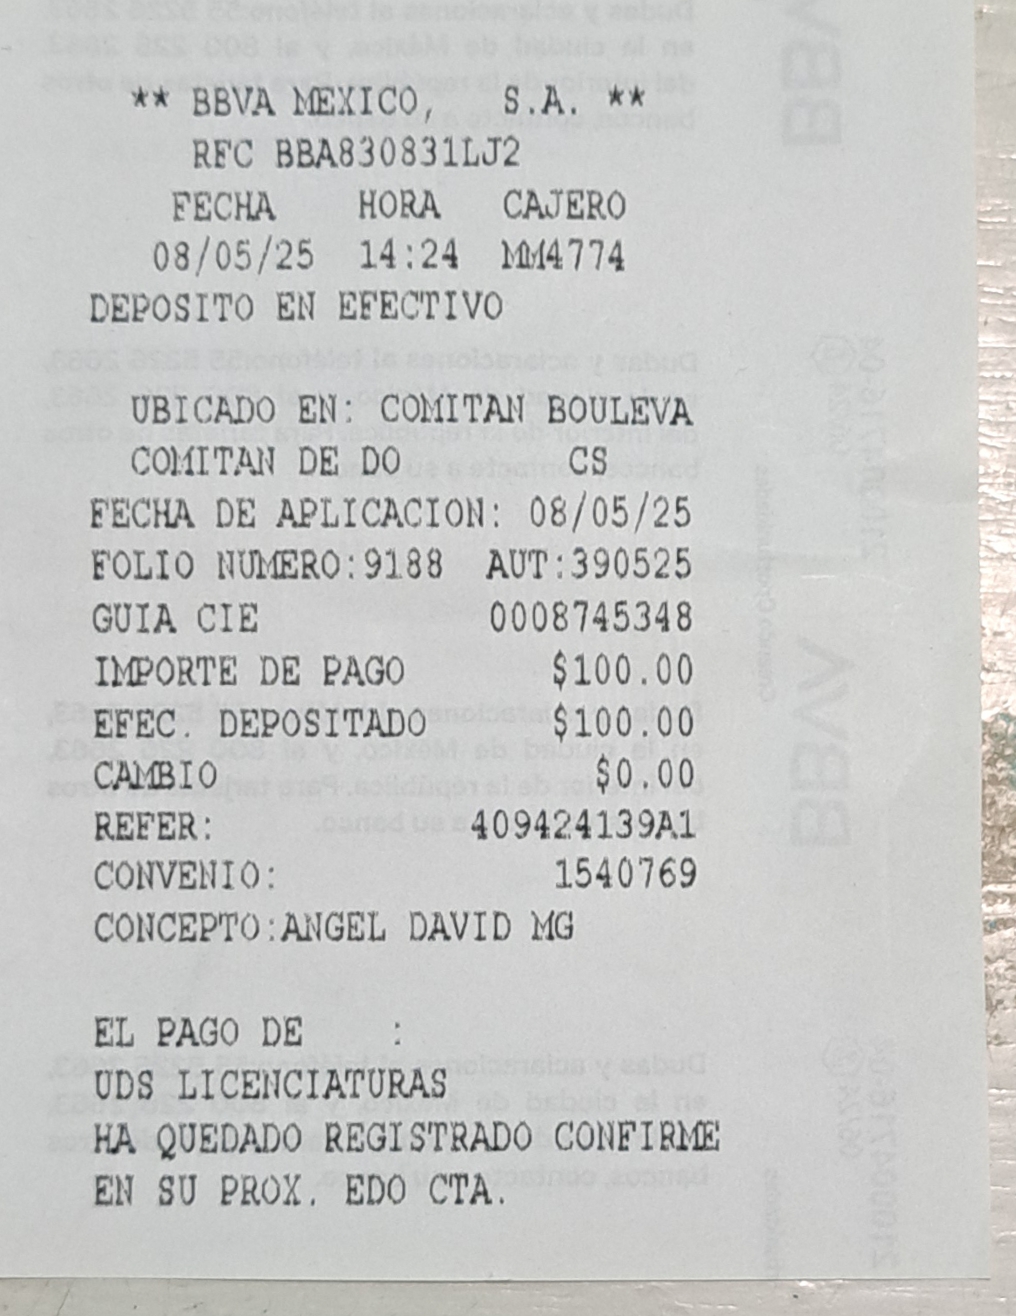 ** BBVA MEXICO, S.A. **
RFC BBA830831LJ2
FECHA HORA CAJERO
08/05/25 14:24 MM4774
DEPOSITO EN EFECTIVO
UBICADO EN: COMITAN BOULEVA
COMITAN DE DO CS
FECHA DE APLICACION: 08/05/25
FOLIO NUMERO:9188 AUT:390525
GUIA CIE 0008745348
IMPORTE DE PAGO $100.00
EFEC. DEPOSITADO $100.00
CAMBIO $0.00
REFER: 409424139A1
CONVENIO: 1540769
CONCEPTO:ANGEL DAVID MG
EL PAGO DE :
UDS LICENCIATURAS
HA QUEDADO REGISTRADO CONFIRME
EN SU PROX. EDO CTA.